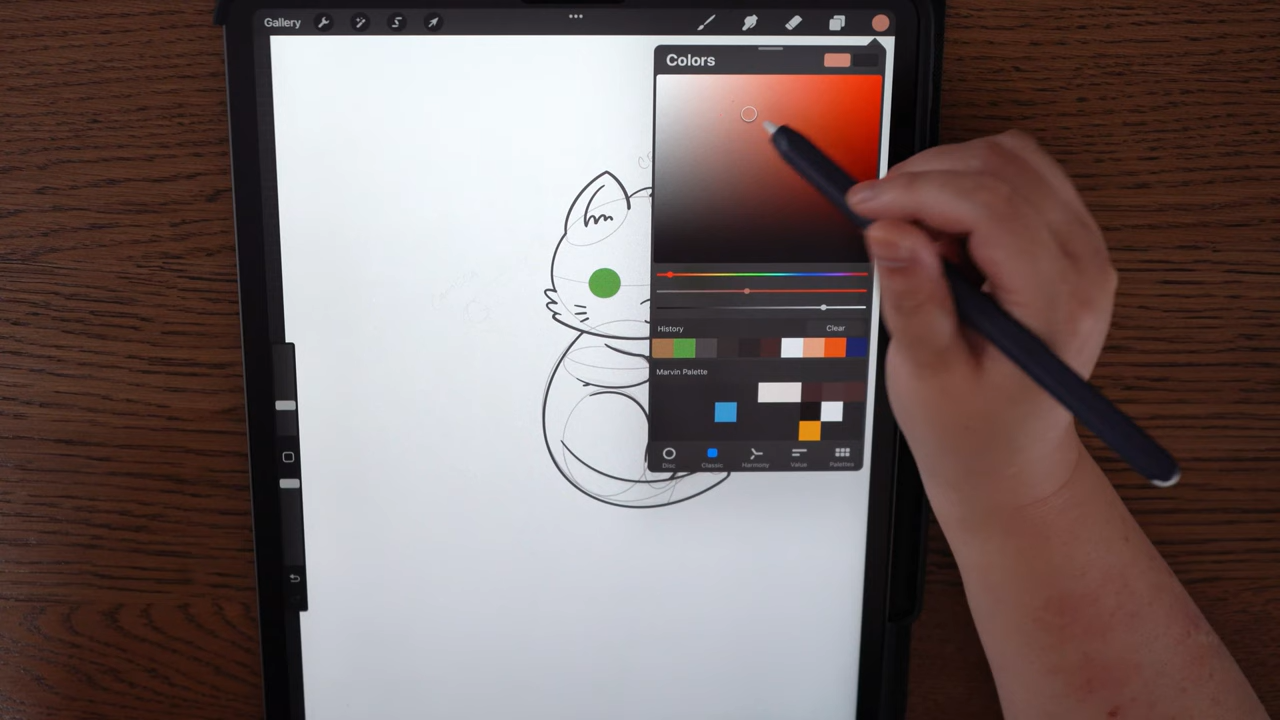 Gallery
Colors
History
Clear
Marvin Palette
Disc
Classic
Harmony
Value
Palettes